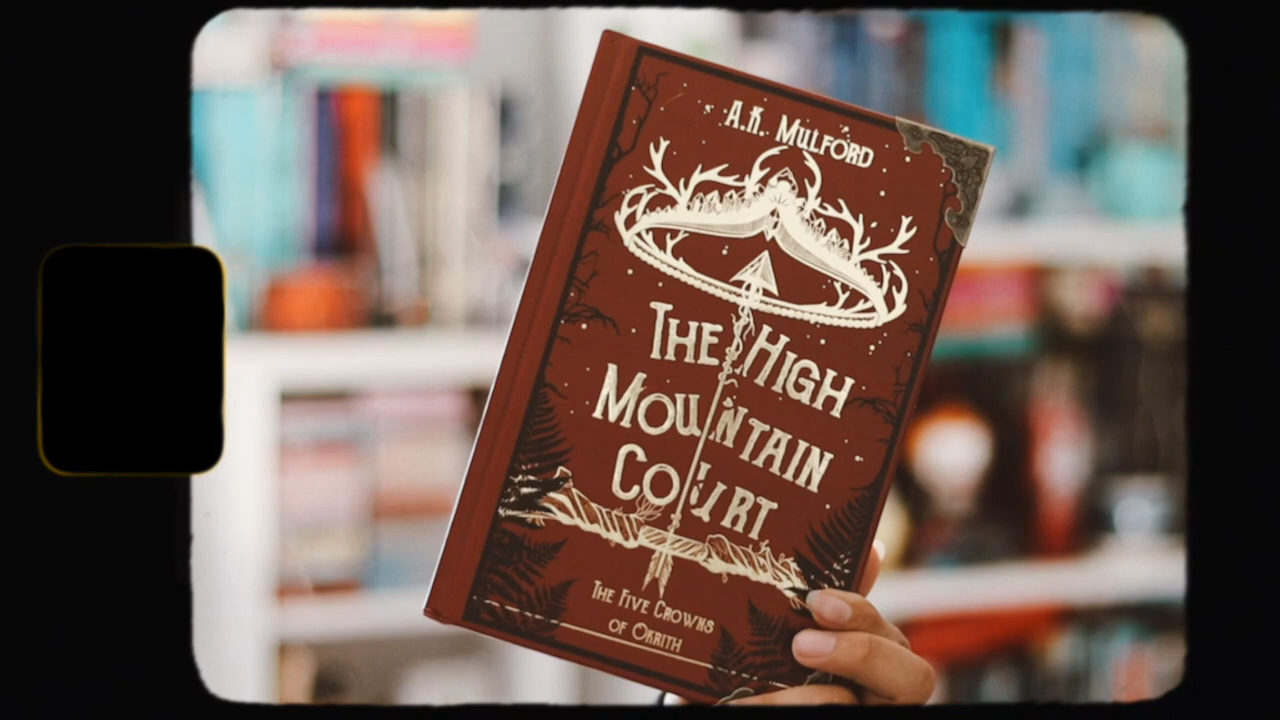 A.K. MULFORD
THE HIGH
MOUNTAIN
COURT
THE FIVE CROWNS
OF OKRITH